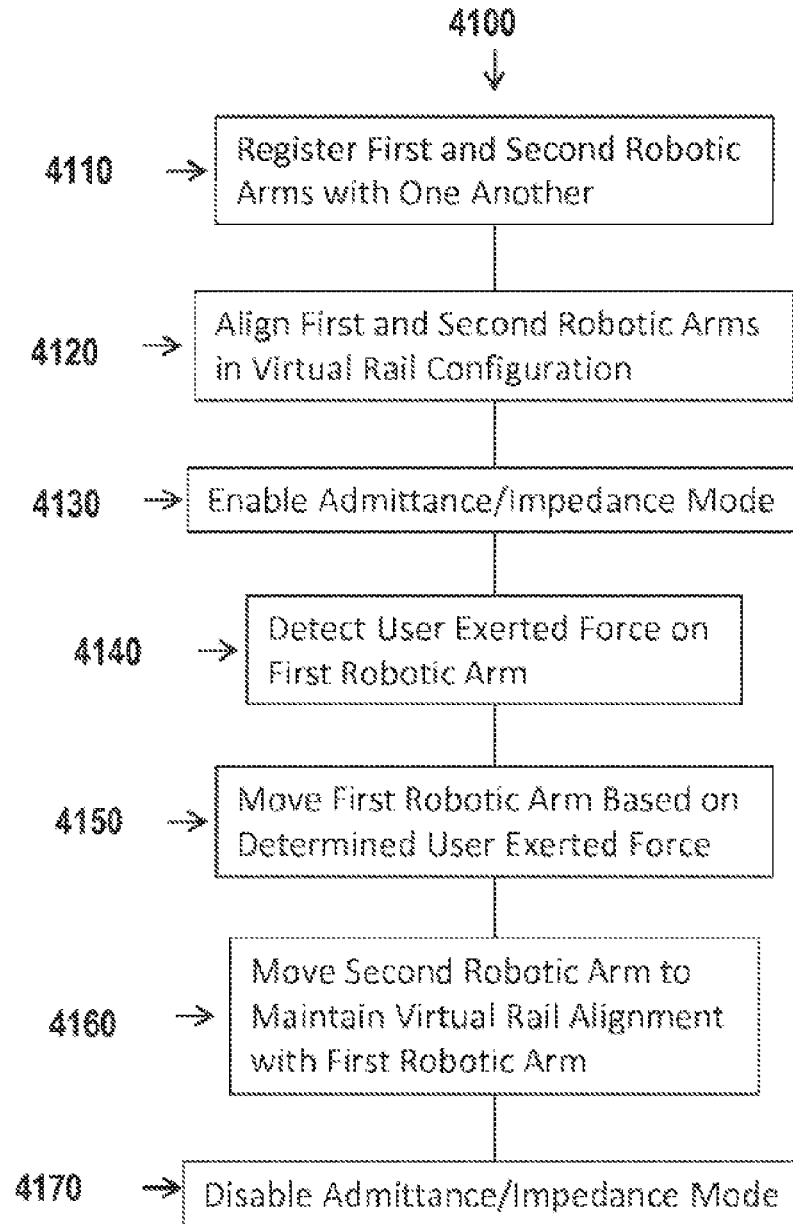 4100
4110
Register First and Second Robotic
Arms with One Another
4120
Align First and Second Robotic Arms
in Virtual Rail Configuration
4130
Enable Admittance/Impedance Mode
4140
Detect User Exerted Force on
First Robotic Arm
4150
Move First Robotic Arm Based on
Determined User Exerted Force
4160
Move Second Robotic Arm to
Maintain Virtual Rail Alignment
with First Robotic Arm
4170
Disable Admittance/Impedance Mode